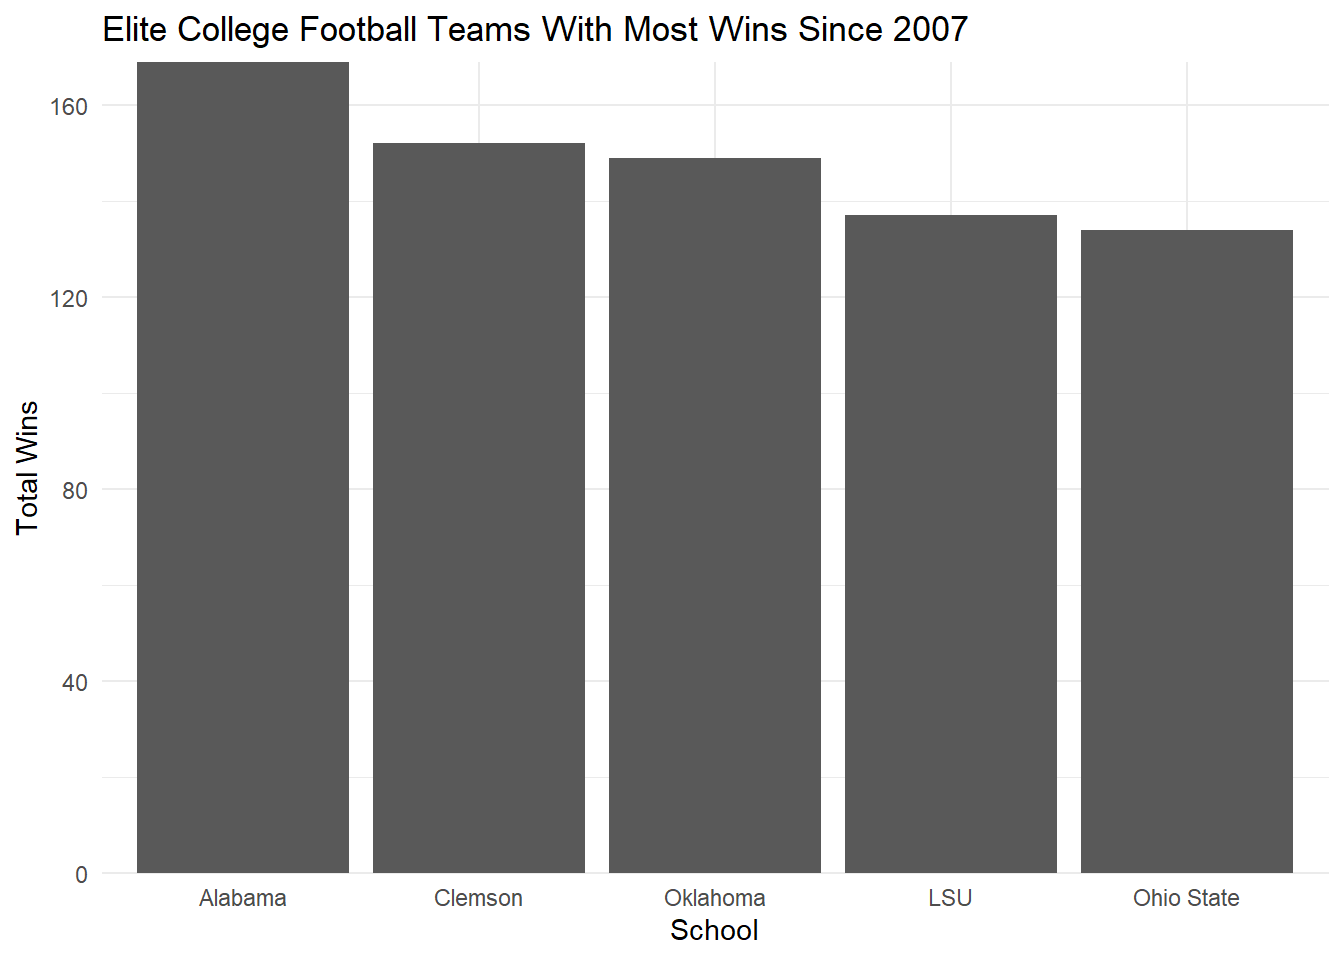 Elite College Football Teams With Most Wins Since 2007
Total Wins
160
120
80
40
0
Alabama Clemson Oklahoma LSU Ohio State
School